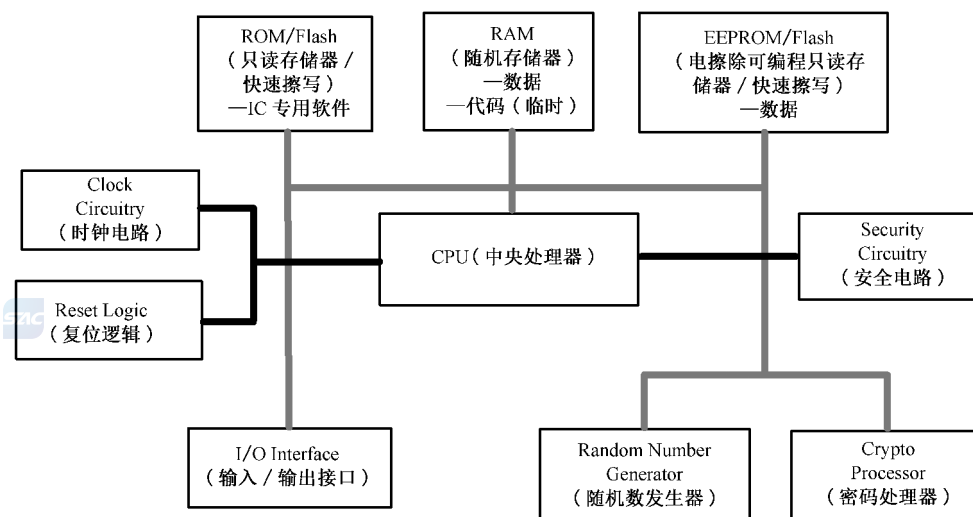 ROM/Flash
(只读存储器/
快速擦写)
—IC 专用软件
RAM
(随机存储器)
—数据
—代码(临时)
EEPROM/Flash
(电擦除可编程只读存
储器/快速擦写)
—数据
Clock
Circuitry
(时钟电路)
CPU(中央处理器)
Security
Circuitry
(安全电路)
SZIC
Reset Logic
(复位逻辑)
I/O Interface
(输入/输出接口)
Random Number
Generator
(随机数发生器)
Crypto
Processor
(密码处理器)